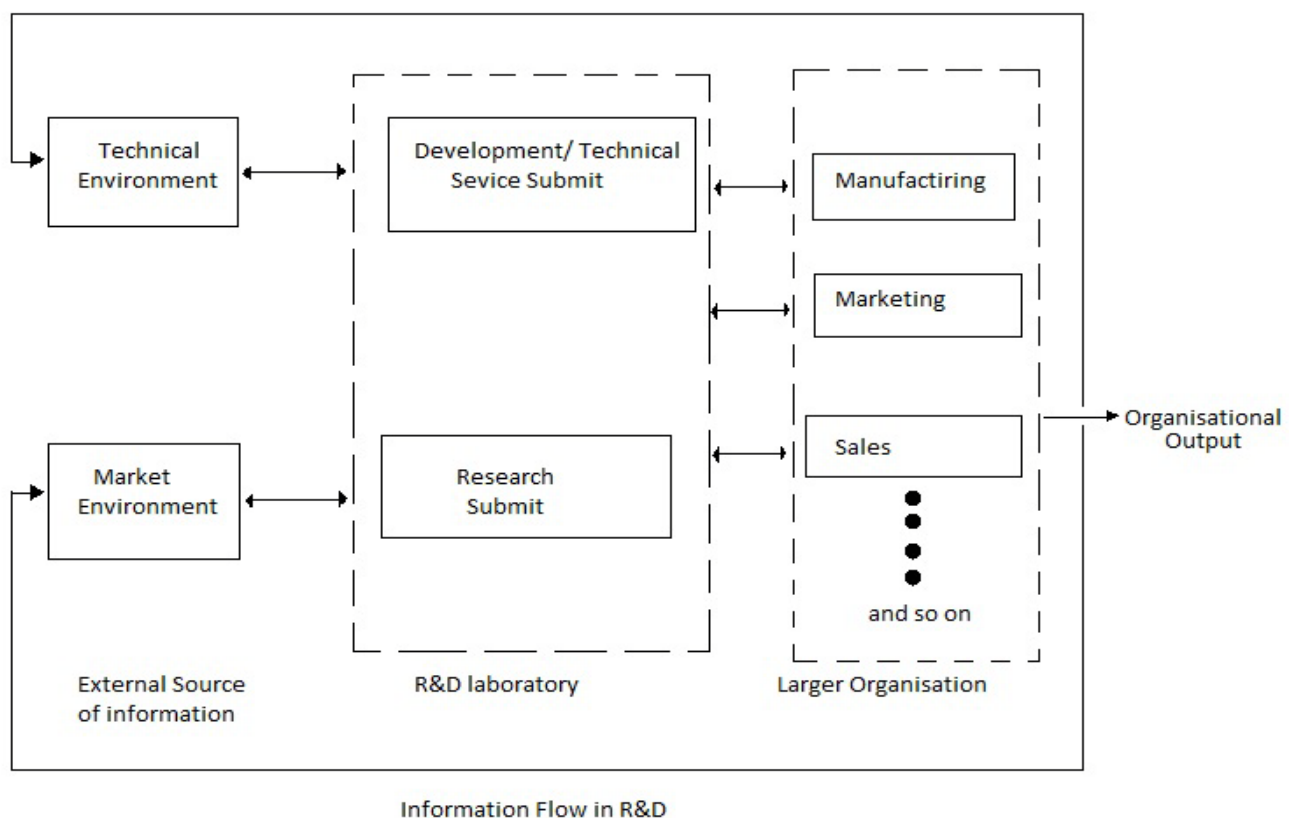 Technical
Environment
Development/ Technical
Sevice Submit
Manufactiring
Marketing
Organisational
Output
Market
Environment
Research
Submit
Sales
and so on
External Source
of information
R&D laboratory
Larger Organisation
Information Flow in R&D